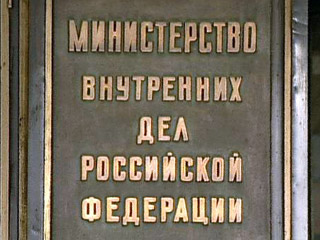 МИНИСТЕРСТВО
ВНУТРЕННИХ
ДЕЛ
РОССИЙСКОЙ
ФЕДЕРАЦИИ